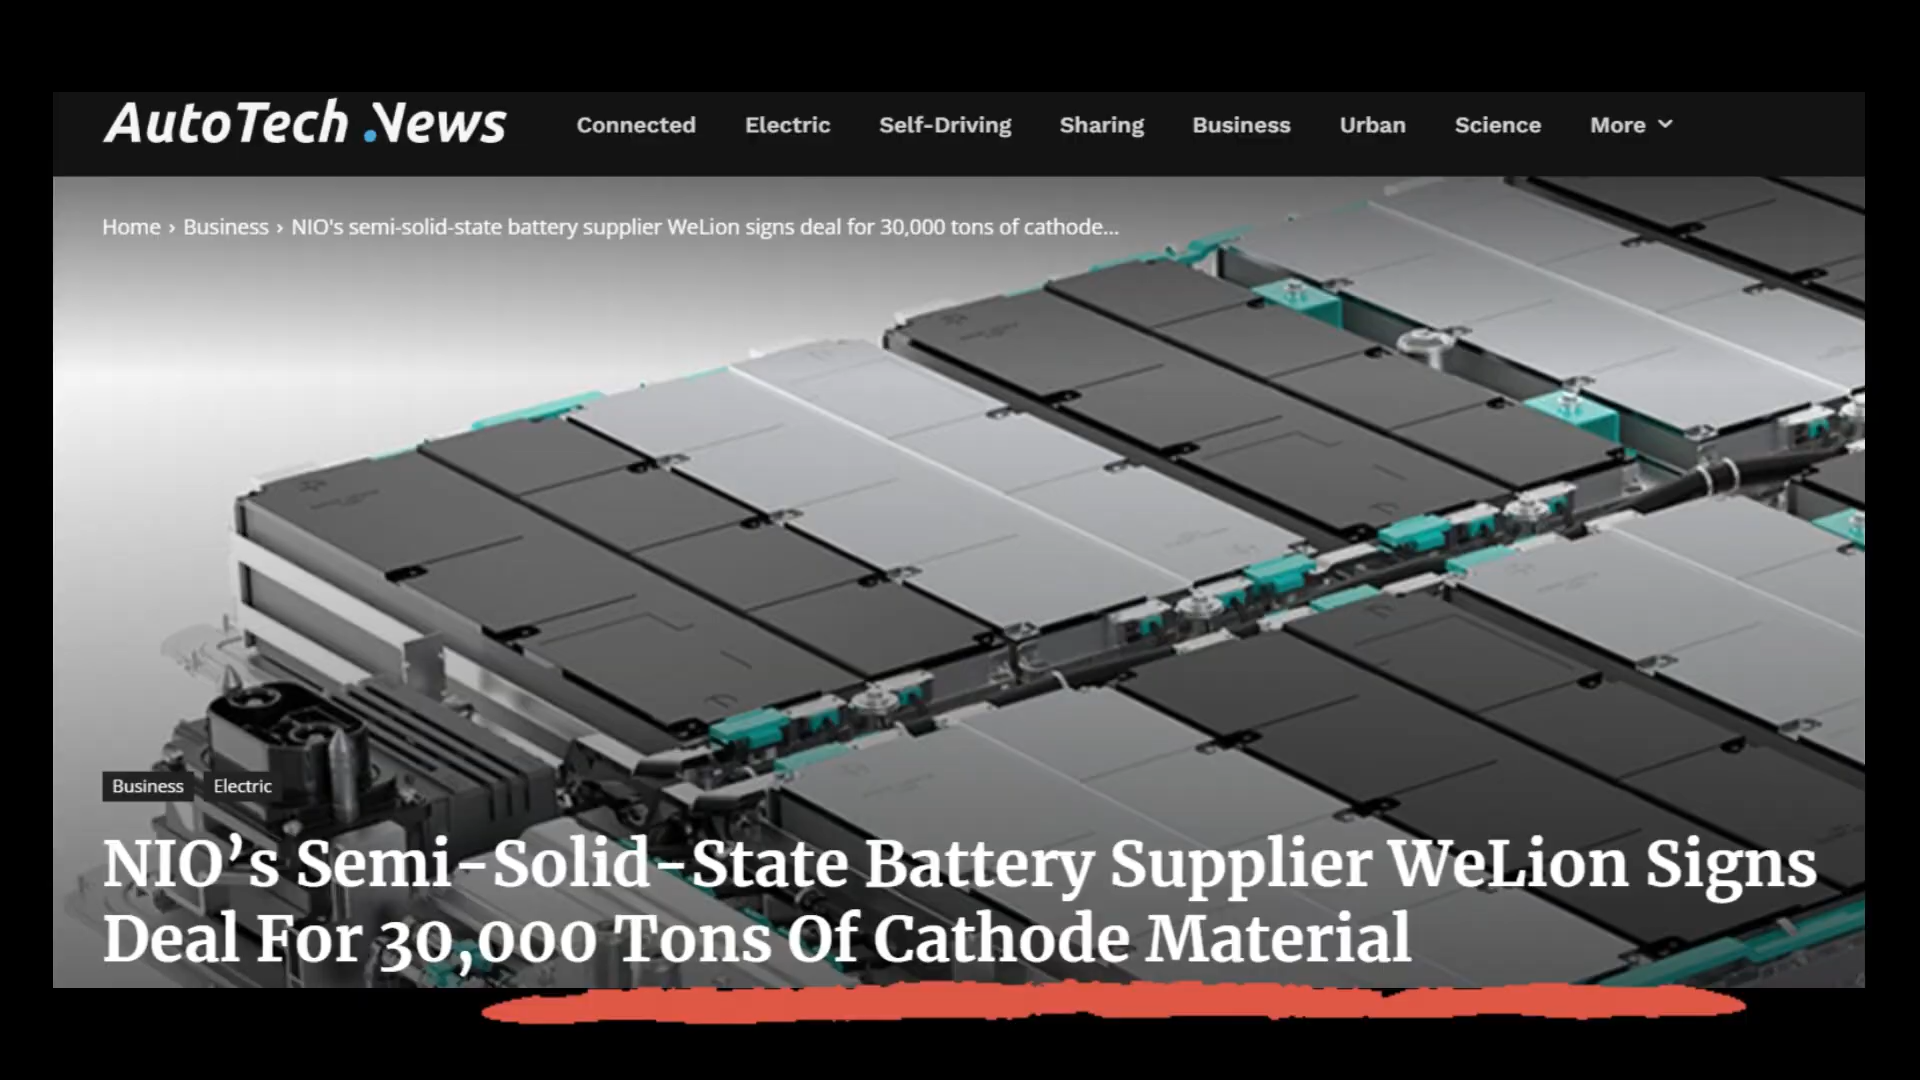 AutoTech .News
Connected Electric Self-Driving Sharing Business Urban Science More
Home › Business › NIO's semi-solid-state battery supplier WeLion signs deal for 30,000 tons of cathode...
Business Electric
NIO’s Semi-Solid-State Battery Supplier WeLion Signs
Deal For 30,000 Tons Of Cathode Material